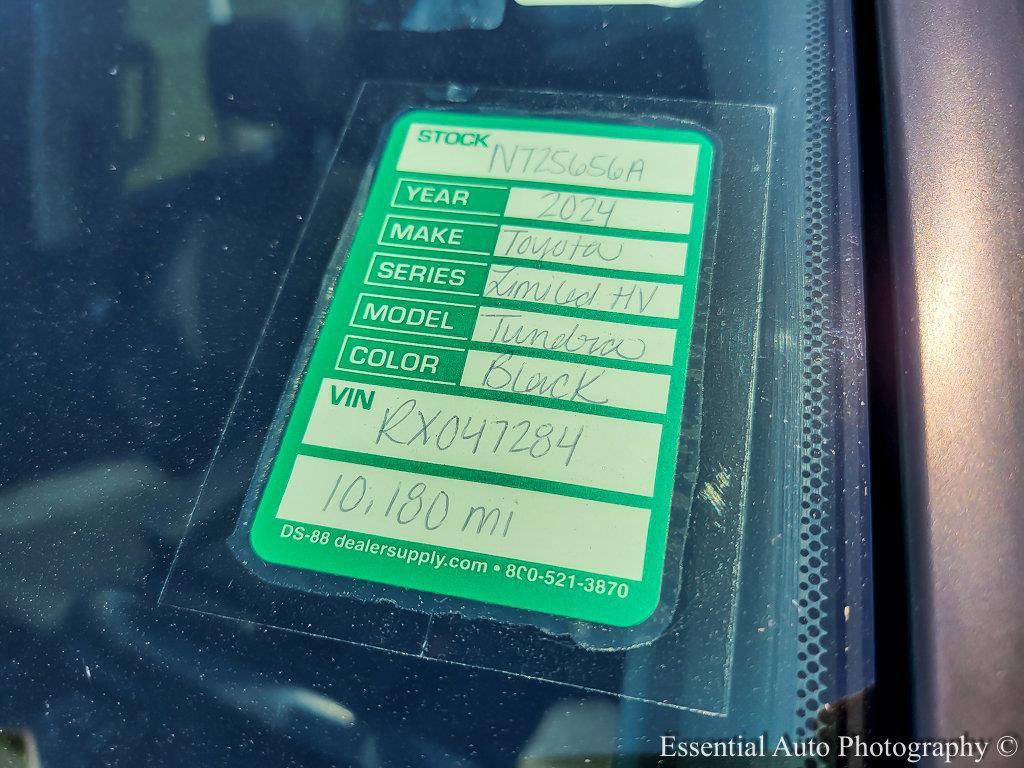 STOCK NT25656A
YEAR 2024
MAKE Toyota
SERIES Limited HV
MODEL Tundra
COLOR Black
VIN RX047284
10,180 mi
DS-88 dealersupply.com • 800-521-3870
Essential Auto Photography ©